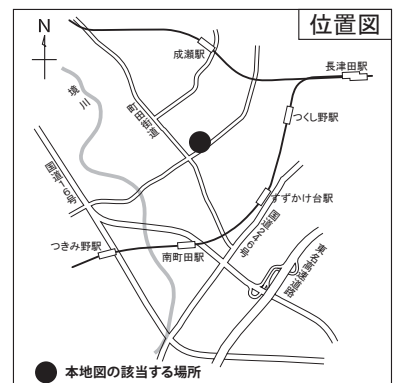 位置図
N
成瀬駅
長津田駅
境川
町田街道
つくし野駅
国道16号
すずかけ台駅
国道246号
東名高速道路
つきみ野駅
南町田駅
本地図の該当する場所